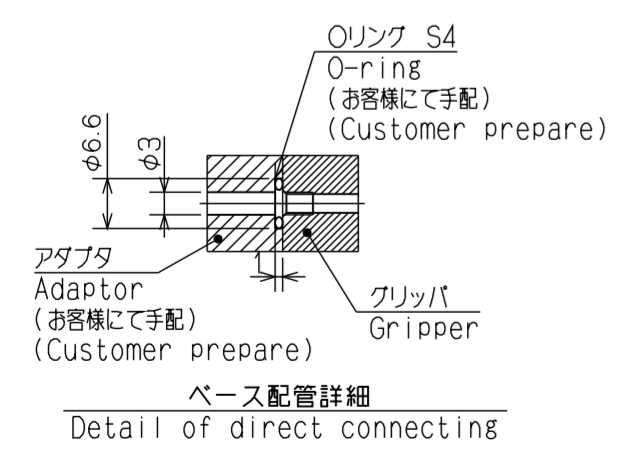 Oリング S4
O-ring
(お客様にて手配)
(Customer prepare)
φ6.6
φ3
アダプタ
Adaptor
(お客様にて手配)
(Customer prepare)
1
グリッパ
Gripper
ベース配管詳細
Detail of direct connecting